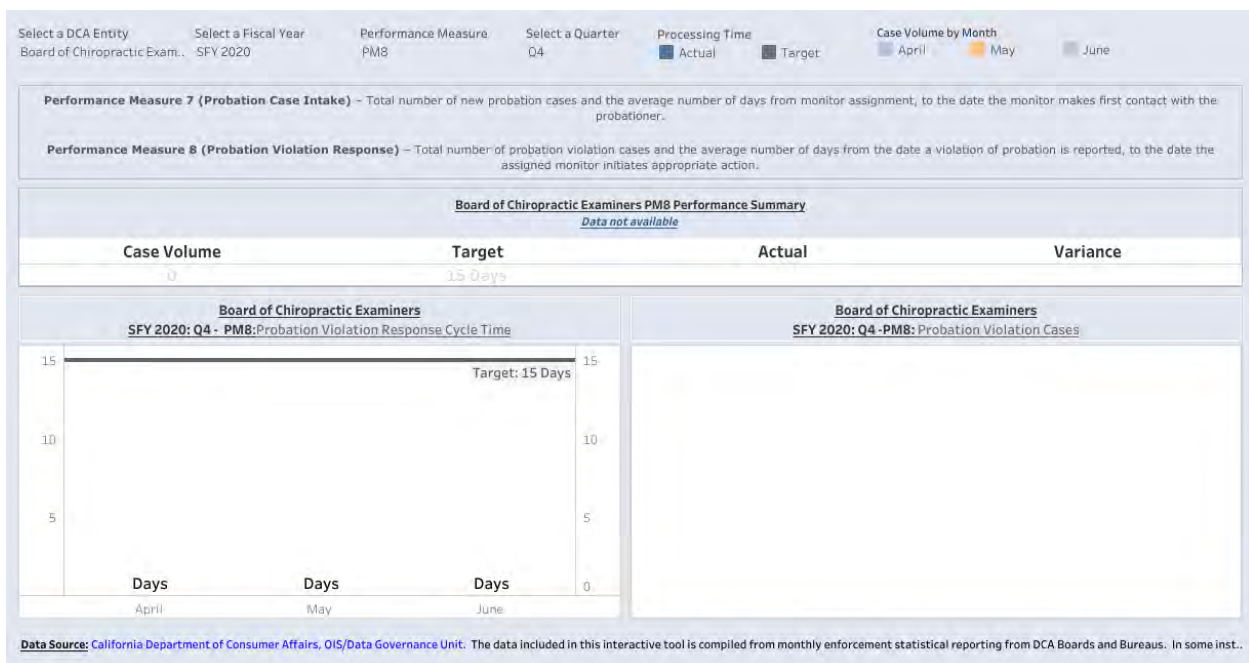 Select a DCA Entity Select a Fiscal Year Performance Measure Select a Quarter Processing Time Case Volume by Month
Board of Chiropractic Exam.. SFY 2020 PM8 Q4 Actual Target April May June
Performance Measure 7 (Probation Case Intake) – Total number of new probation cases and the average number of days from monitor assignment, to the date the monitor makes first contact with the
probationer.
Performance Measure 8 (Probation Violation Response) – Total number of probation violation cases and the average number of days from the date a violation of probation is reported, to the date the
assigned monitor initiates appropriate action.
Board of Chiropractic Examiners PM8 Performance Summary
Data not available
Case Volume Target Actual Variance
0 15 Days
Board of Chiropractic Examiners
SFY 2020: Q4 - PM8:Probation Violation Response Cycle Time
Board of Chiropractic Examiners
SFY 2020: Q4 -PM8: Probation Violation Cases
15 15
Target: 15 Days
10 10
5 5
Days Days Days 0
April May June
Data Source: California Department of Consumer Affairs, OIS/Data Governance Unit. The data included in this interactive tool is compiled from monthly enforcement statistical reporting from DCA Boards and Bureaus. In some inst..